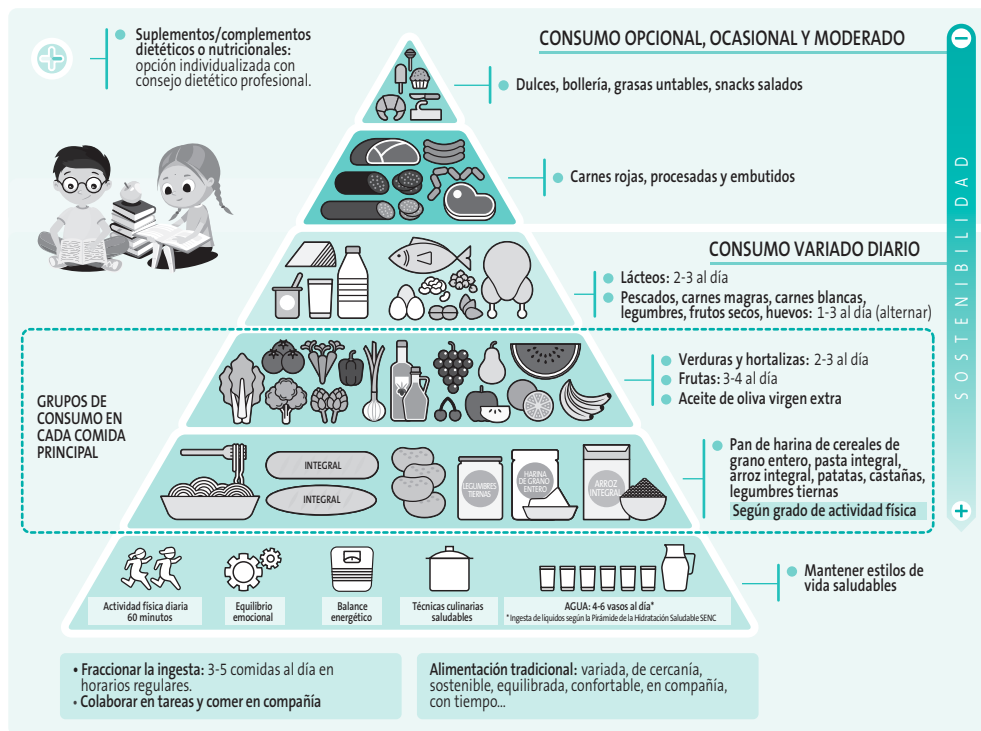 Suplementos/complementos
dietéticos o nutricionales:
opción individualizada con
consejo dietético profesional.
CONSUMO OPCIONAL, OCASIONAL Y MODERADO
Dulces, bollería, grasas untables, snacks salados
Carnes rojas, procesadas y embutidos
CONSUMO VARIADO DIARIO
Lácteos: 2-3 al día
Pescados, carnes magras, carnes blancas,
legumbres, frutos secos, huevos: 1-3 al día (alternar)
SOSTENIBILIDAD
GRUPOS DE
CONSUMO EN
CADA COMIDA
PRINCIPAL
Verduras y hortalizas: 2-3 al día
Frutas: 3-4 al día
Aceite de oliva virgen extra
INTEGRAL
INTEGRAL
LEGUMBRES
TIERNAS
HARINA
DE GRANO
ENTERO
ARROZ
INTEGRAL
Pan de harina de cereales de
grano entero, pasta integral,
arroz integral, patatas, castañas,
legumbres tiernas
Según grado de actividad física
Actividad física diaria
60 minutos
Equilibrio
emocional
Balance
energético
Técnicas culinarias
saludables
AGUA: 4-6 vasos al día*
* Ingesta de líquidos según la Pirámide de la Hidratación Saludable SENC
Mantener estilos de
vida saludables
• Fraccionar la ingesta: 3-5 comidas al día en
horarios regulares.
• Colaborar en tareas y comer en compañía
Alimentación tradicional: variada, de cercanía,
sostenible, equilibrada, confortable, en compañía,
con tiempo...